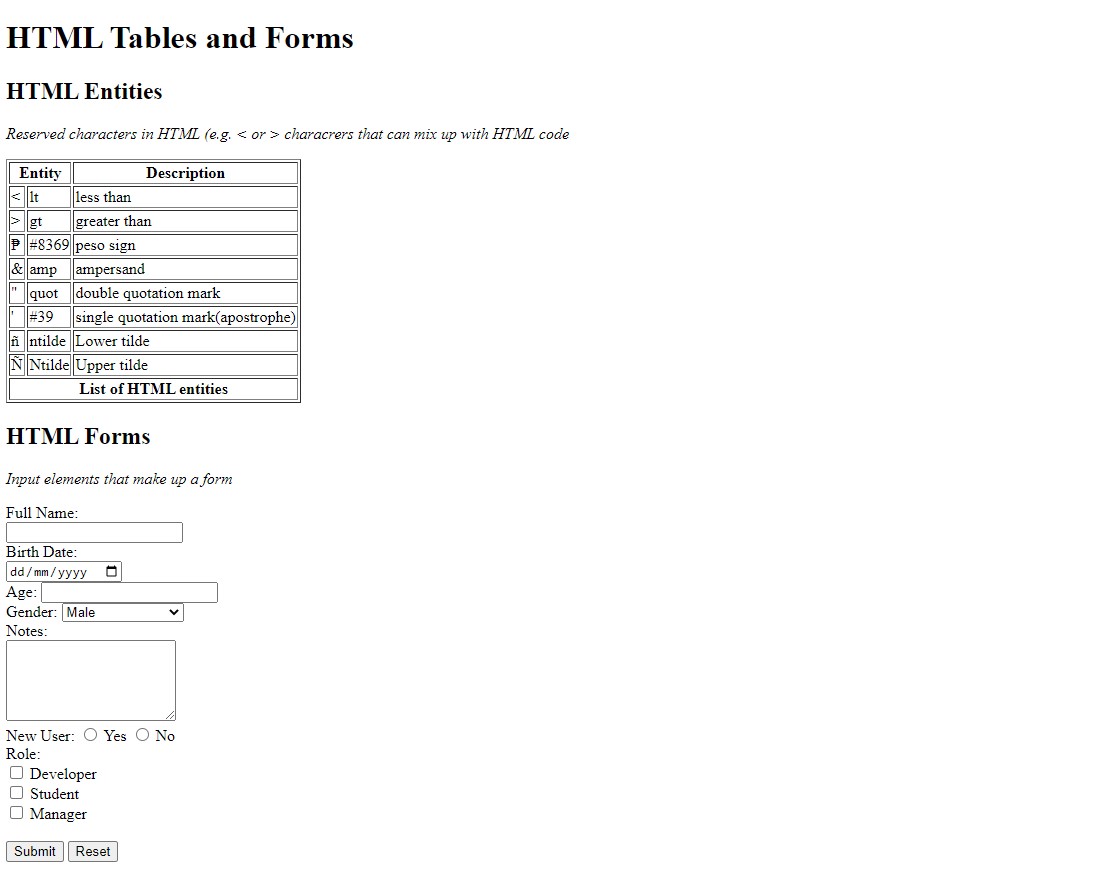 HTML Tables and Forms
HTML Entities
Reserved characters in HTML (e.g. < or > characrers that can mix up with HTML code
Entity Description
< lt less than
> gt greater than
₱ #8369 peso sign
& amp ampersand
" quot double quotation mark
' #39 single quotation mark(apostrophe)
ñ ntilde Lower tilde
Ñ Ntilde Upper tilde
List of HTML entities
HTML Forms
Input elements that make up a form
Full Name:
Birth Date:
dd/mm/yyyy
Age:
Gender: Male
Notes:
New User: Yes No
Role:
Developer
Student
Manager
Submit Reset